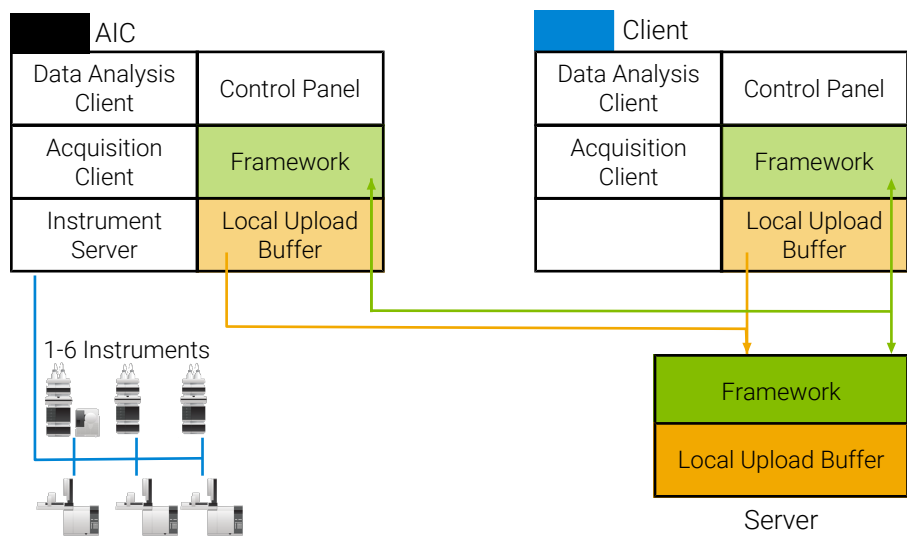 AIC
Data Analysis
Client
Control Panel
Acquisition
Client
Framework
Instrument
Server
Local Upload
Buffer
Client
Data Analysis
Client
Control Panel
Acquisition
Client
Framework
Local Upload
Buffer
1-6 Instruments
Framework
Local Upload Buffer
Server